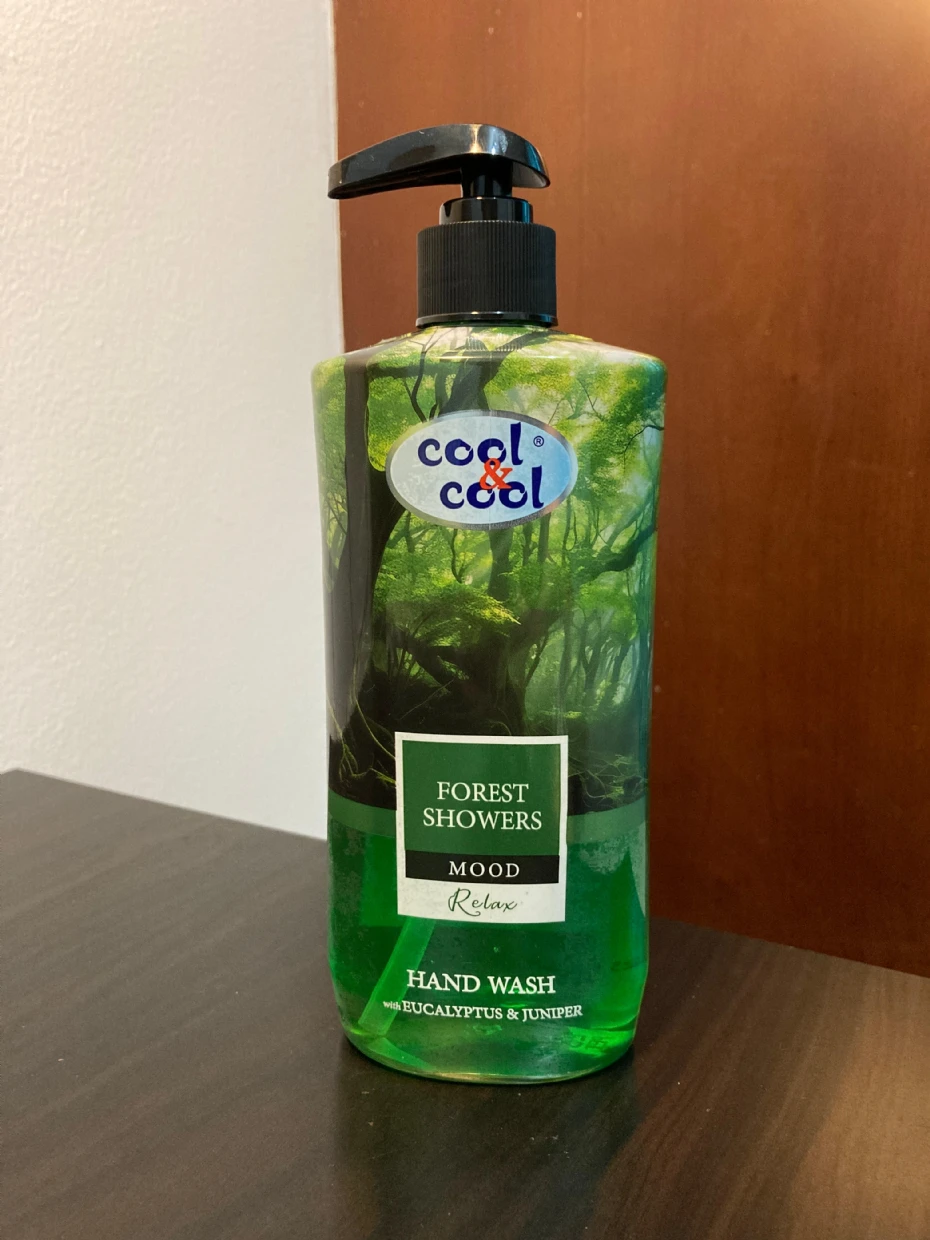 cool ®
&
cool
FOREST
SHOWERS
MOOD
Relax
HAND WASH
with EUCALYPTUS & JUNIPER